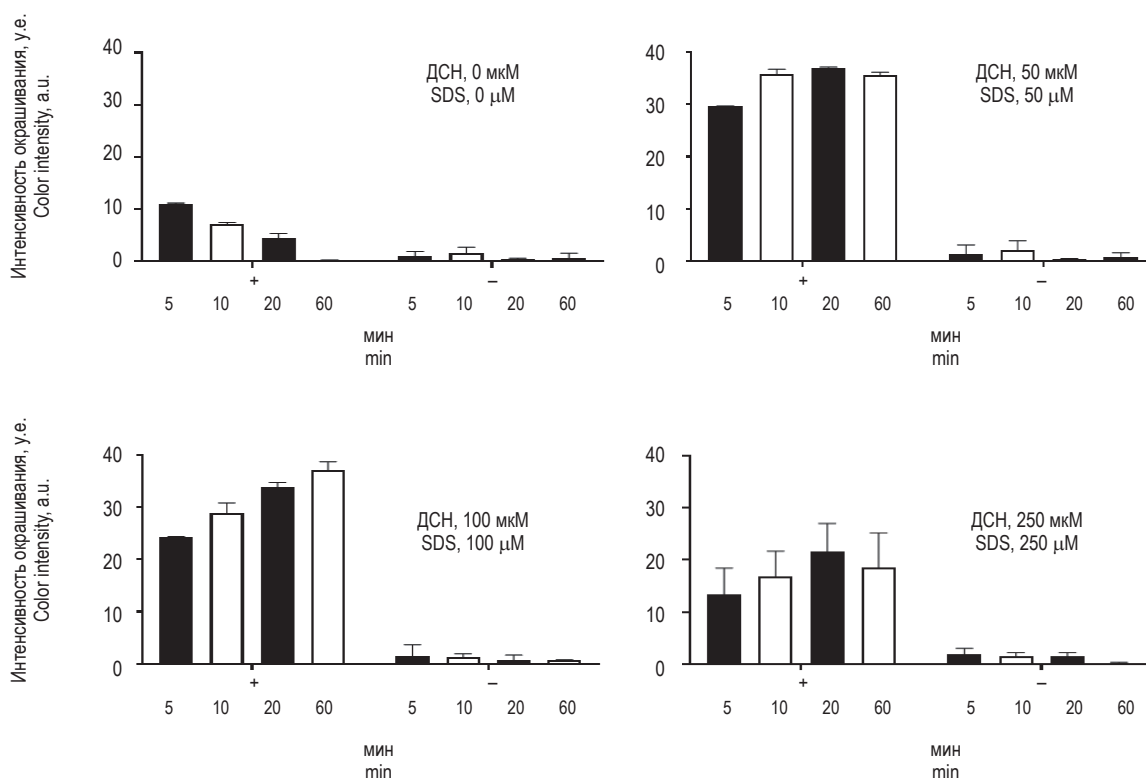 Интенсивность окрашивания, у.е.
Color intensity, a.u.
40
30
20
10
0
ДСН, 0 мкМ
SDS, 0 μM
+
–
5 10 20 60 5 10 20 60
мин
min
40
30
20
10
0
ДСН, 50 мкМ
SDS, 50 μM
+
–
5 10 20 60 5 10 20 60
мин
min
Интенсивность окрашивания, у.е.
Color intensity, a.u.
40
30
20
10
0
ДСН, 100 мкМ
SDS, 100 μM
+
–
5 10 20 60 5 10 20 60
мин
min
40
30
20
10
0
ДСН, 250 мкМ
SDS, 250 μM
+
–
5 10 20 60 5 10 20 60
мин
min